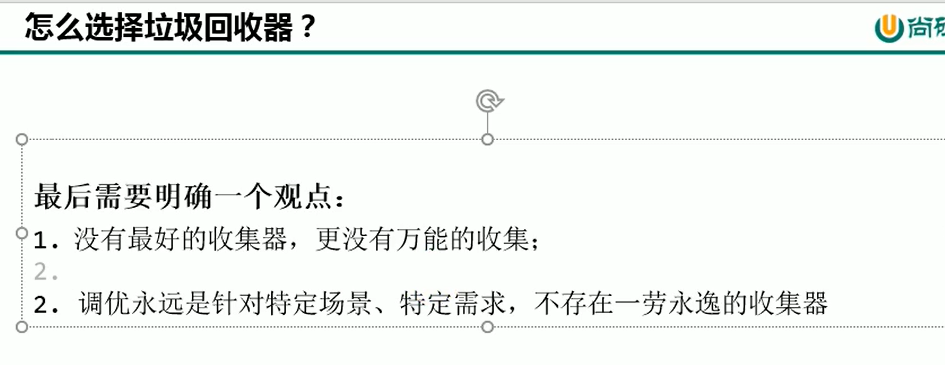 怎么选择垃圾回收器？
尚硅
最后需要明确一个观点：
1. 没有最好的收集器，更没有万能的收集；
2.
2. 调优永远是针对特定场景、特定需求，不存在一劳永逸的收集器